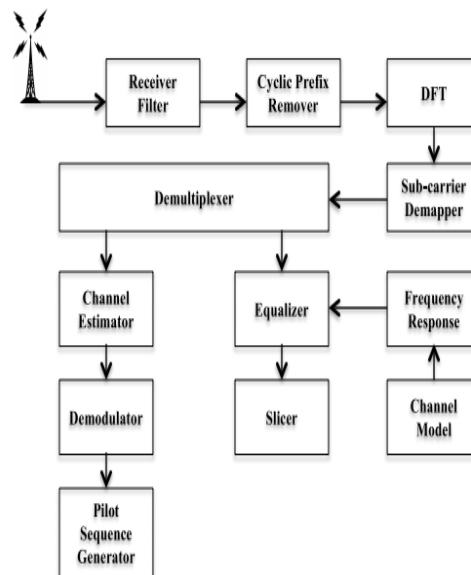 Receiver
Filter
Cyclic Prefix
Remover
DFT
Demultiplexer
Sub-carrier
Demapper
Channel
Estimator
Equalizer
Frequency
Response
Demodulator
Slicer
Channel
Model
Pilot
Sequence
Generator